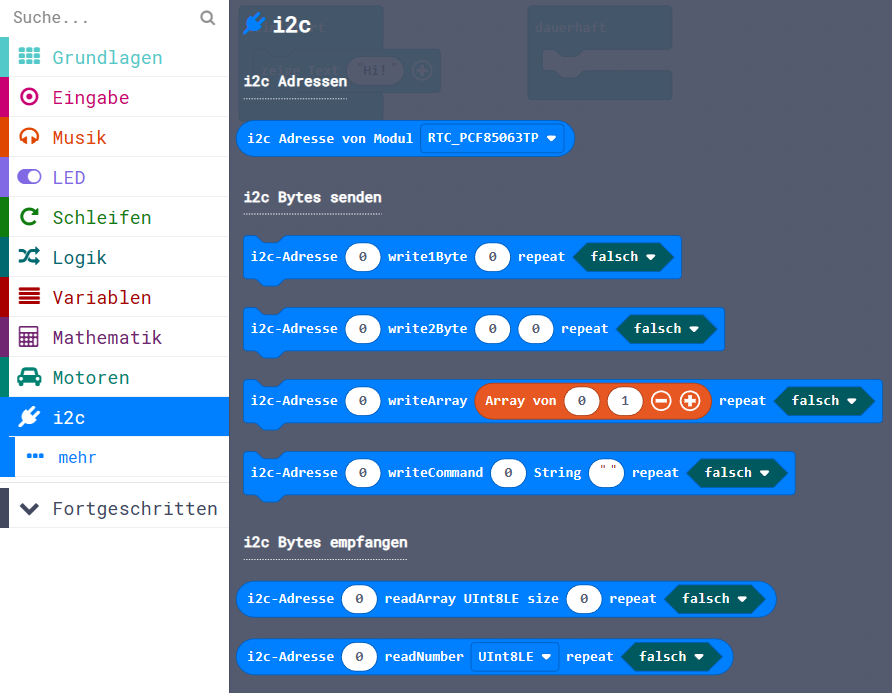 Suche...
Grundlagen
Eingabe
Musik
LED
Schleifen
Logik
Variablen
Mathematik
Motoren
i2c
mehr
Fortgeschritten
i2c
dauerhaft
zeige Text "Hi!"
i2c Adressen
i2c Adresse von Modul RTC_PCF85063TP
i2c Bytes senden
i2c-Adresse 0 write1Byte 0 repeat falsch
i2c-Adresse 0 write2Byte 0 0 repeat falsch
i2c-Adresse 0 writeArray Array von 0 1 repeat falsch
i2c-Adresse 0 writeCommand 0 String " " repeat falsch
i2c Bytes empfangen
i2c-Adresse 0 readArray UInt8LE size 0 repeat falsch
i2c-Adresse 0 readNumber UInt8LE repeat falsch